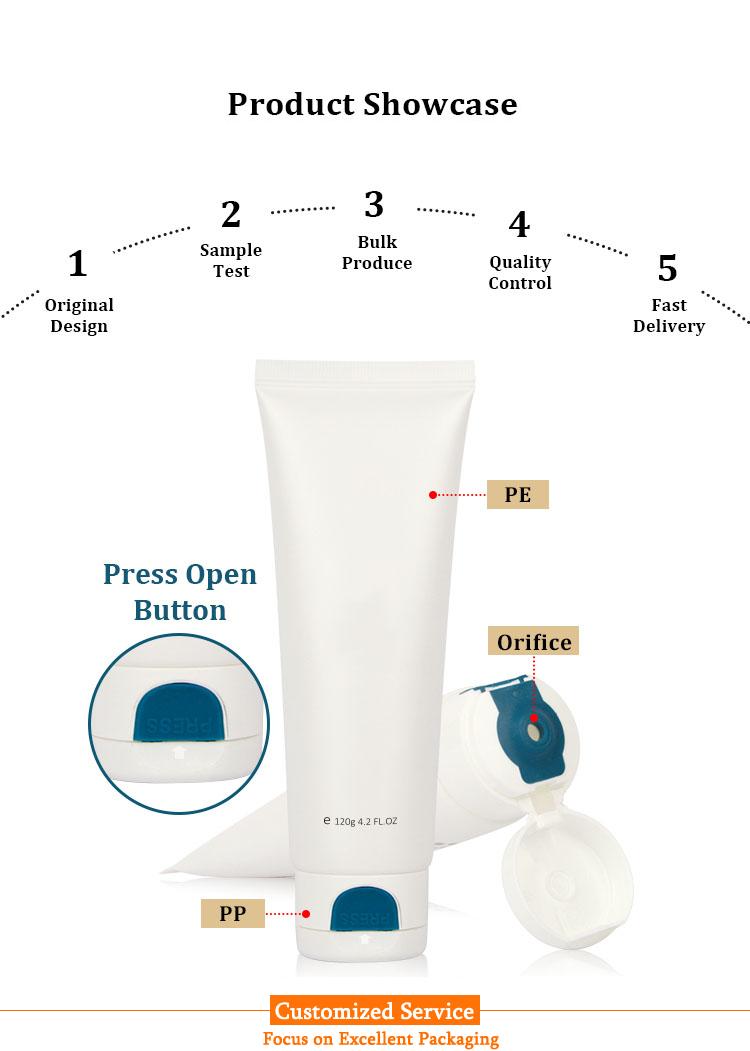 Product Showcase
1
Original
Design
2
Sample
Test
3
Bulk
Produce
4
Quality
Control
5
Fast
Delivery
PE
Press Open
Button
PRESS
Orifice
e 120g 4.2 FL.OZ
PP
PRESS
Customized Service
Focus on Excellent Packaging